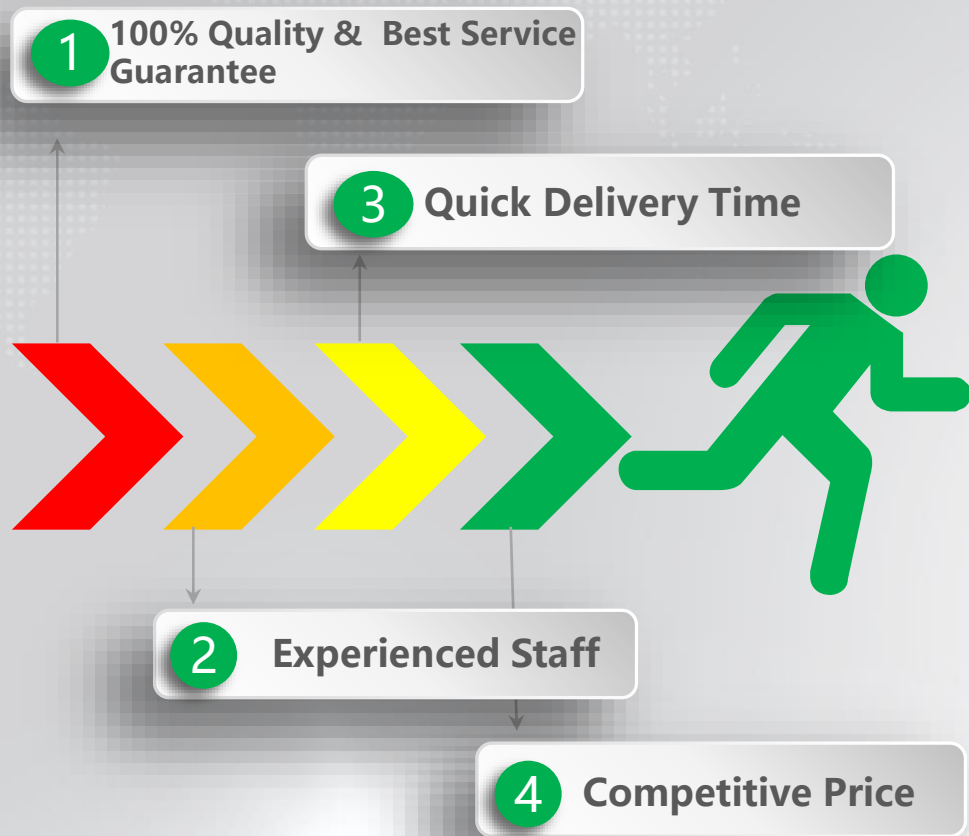 1
100% Quality &  Best Service
Guarantee
3
Quick Delivery Time
2
Experienced Staff
4
Competitive Price